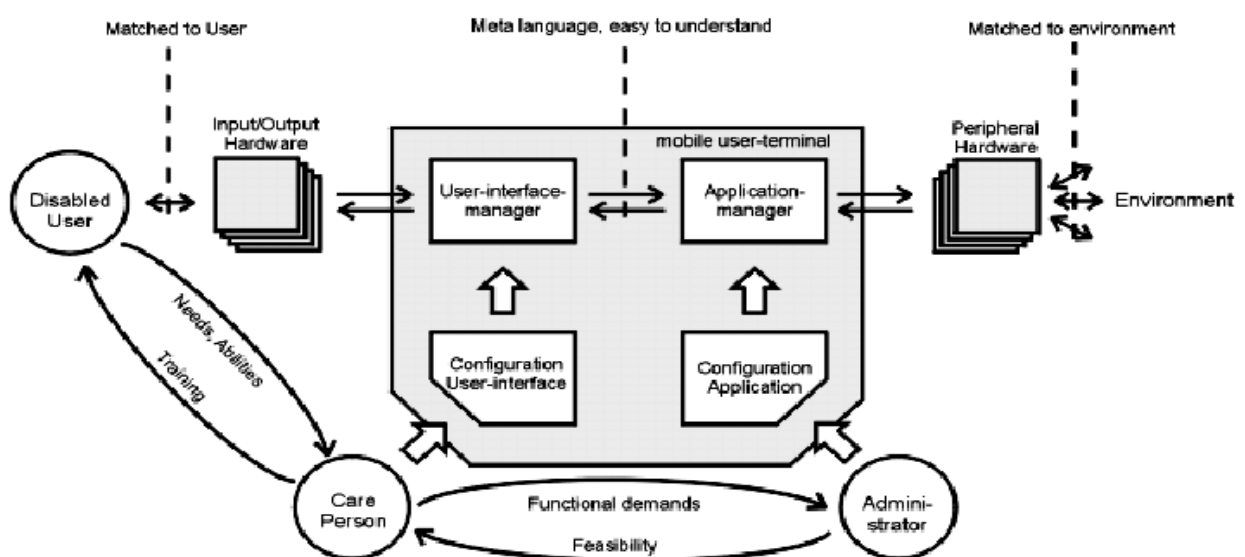 Matched to User
Meta language, easy to understand
Matched to environment
Input/Output
Hardware
mobile user-terminal
Peripheral
Hardware
Disabled
User
User-interface-
manager
Application-
manager
Environment
Needs, Abilities
Training
Configuration
User-interface
Configuration
Application
Care
Person
Functional demands
Feasibility
Admini-
strator